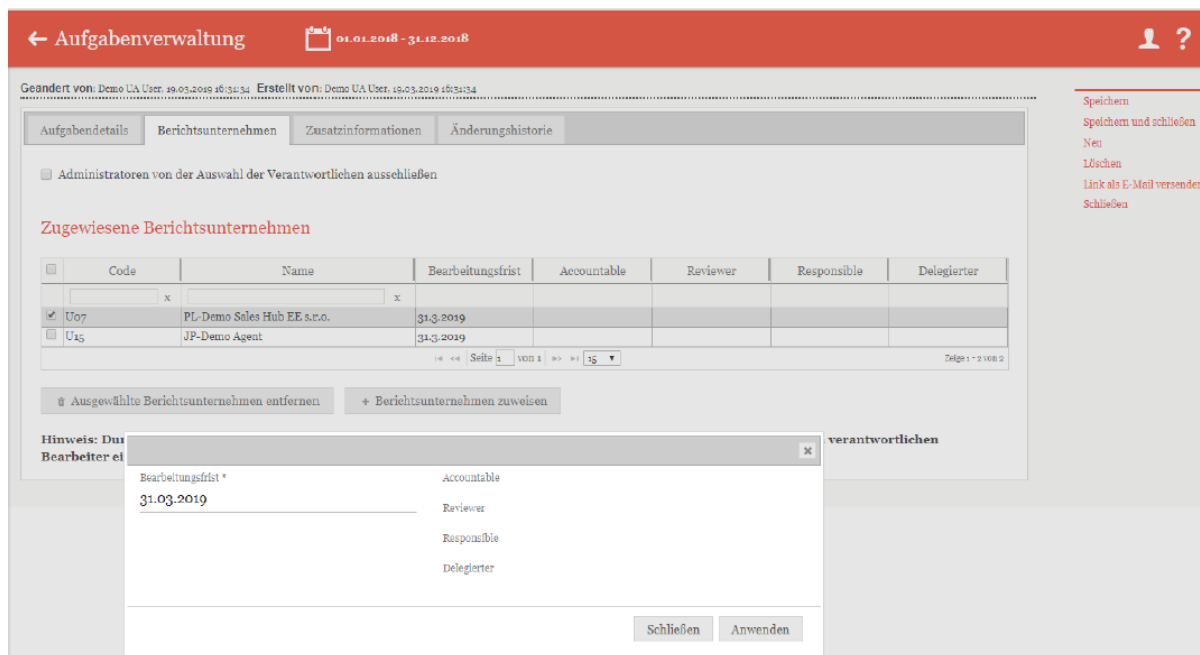 ← Aufgabenverwaltung 01.01.2018 - 31.12.2018 ?
Geändert von: Demo UA User, 19.03.2019 16:31:34 Erstellt von: Demo UA User, 19.03.2019 16:31:34
Speichern
Speichern und schließen
Neu
Löschen
Link als E-Mail versenden
Schließen
Aufgabendetails Berichtsunternehmen Zusatzinformationen Änderungshistorie
Administratoren von der Auswahl der Verantwortlichen ausschließen
Zugewiesene Berichtsunternehmen
Code Name Bearbeitungsfrist Accountable Reviewer Responsible Delegierter
x x
U07 PL-Demo Sales Hub EE s.r.o. 31.3.2019
U15 JP-Demo Agent 31.3.2019
Seite 1 von 1 15 Zeige 1 - 2 von 2
Ausgewählte Berichtsunternehmen entfernen + Berichtsunternehmen zuweisen
Hinweis: verantwortlichen
Bearbeiter
x
Bearbeitungsfrist * Accountable
31.03.2019
Reviewer
Responsible
Delegierter
Schließen Anwenden